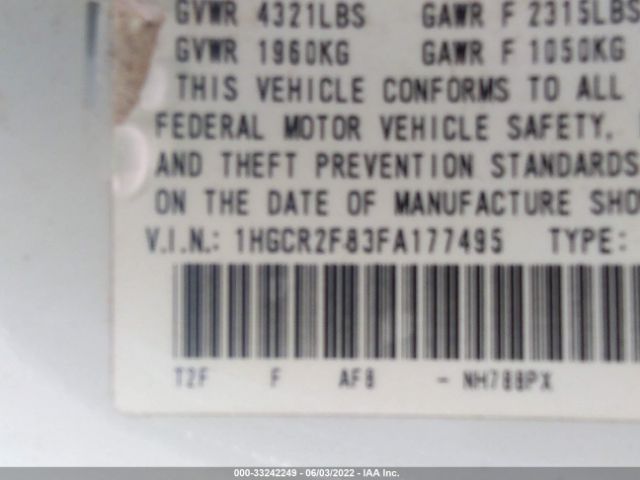 GVWR 4321LBS GAWR F 2315LBS
GVWR 1960KG GAWR F 1050KG
THIS VEHICLE CONFORMS TO ALL
FEDERAL MOTOR VEHICLE SAFETY,
AND THEFT PREVENTION STANDARDS
ON THE DATE OF MANUFACTURE SHO
V.I.N.: 1HGCR2F83FA177495 TYPE:
T2F F AF8 - NH788PX
000-33242249 - 06/03/2022 - IAA Inc.